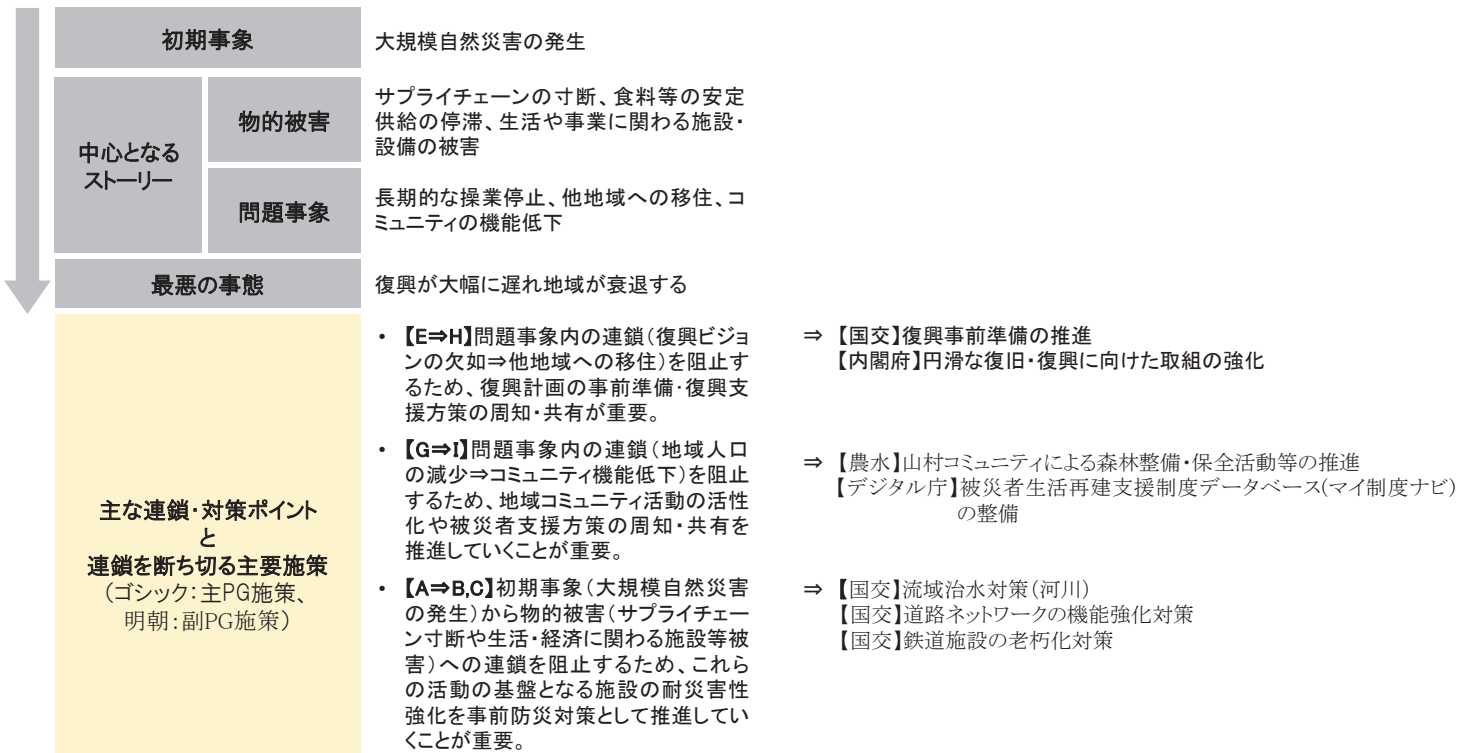 初期事象
大規模自然災害の発生
中心となる
ストーリー
物的被害
サプライチェーンの寸断、食料等の安定
供給の停滞、生活や事業に関わる施設・
設備の被害
問題事象
長期的な操業停止、他地域への移住、コ
ミュニティの機能低下
最悪の事態
復興が大幅に遅れ地域が衰退する
主な連鎖・対策ポイント
と
連鎖を断ち切る主要施策
(ゴシック:主PG施策、
明朝:副PG施策)
・ 【E⇒H】問題事象内の連鎖(復興ビジョ
ンの欠如⇒他地域への移住)を阻止す
るため、復興計画の事前準備・復興支
援方策の周知・共有が重要。
⇒ 【国交】復興事前準備の推進
【内閣府】円滑な復旧・復興に向けた取組の強化
・ 【G⇒I】問題事象内の連鎖(地域人口
の減少⇒コミュニティ機能低下)を阻止
するため、地域コミュニティ活動の活性
化や被災者支援方策の周知・共有を
推進していくことが重要。
⇒ 【農水】山村コミュニティによる森林整備・保全活動等の推進
【デジタル庁】被災者生活再建支援制度データベース(マイ制度ナビ)
の整備
・ 【A⇒B,C】初期事象(大規模自然災害
の発生)から物的被害(サプライチェー
ン寸断や生活・経済に関わる施設等被
害)への連鎖を阻止するため、これら
の活動の基盤となる施設の耐災害性
強化を事前防災対策として推進してい
くことが重要。
⇒ 【国交】流域治水対策(河川)
【国交】道路ネットワークの機能強化対策
【国交】鉄道施設の老朽化対策